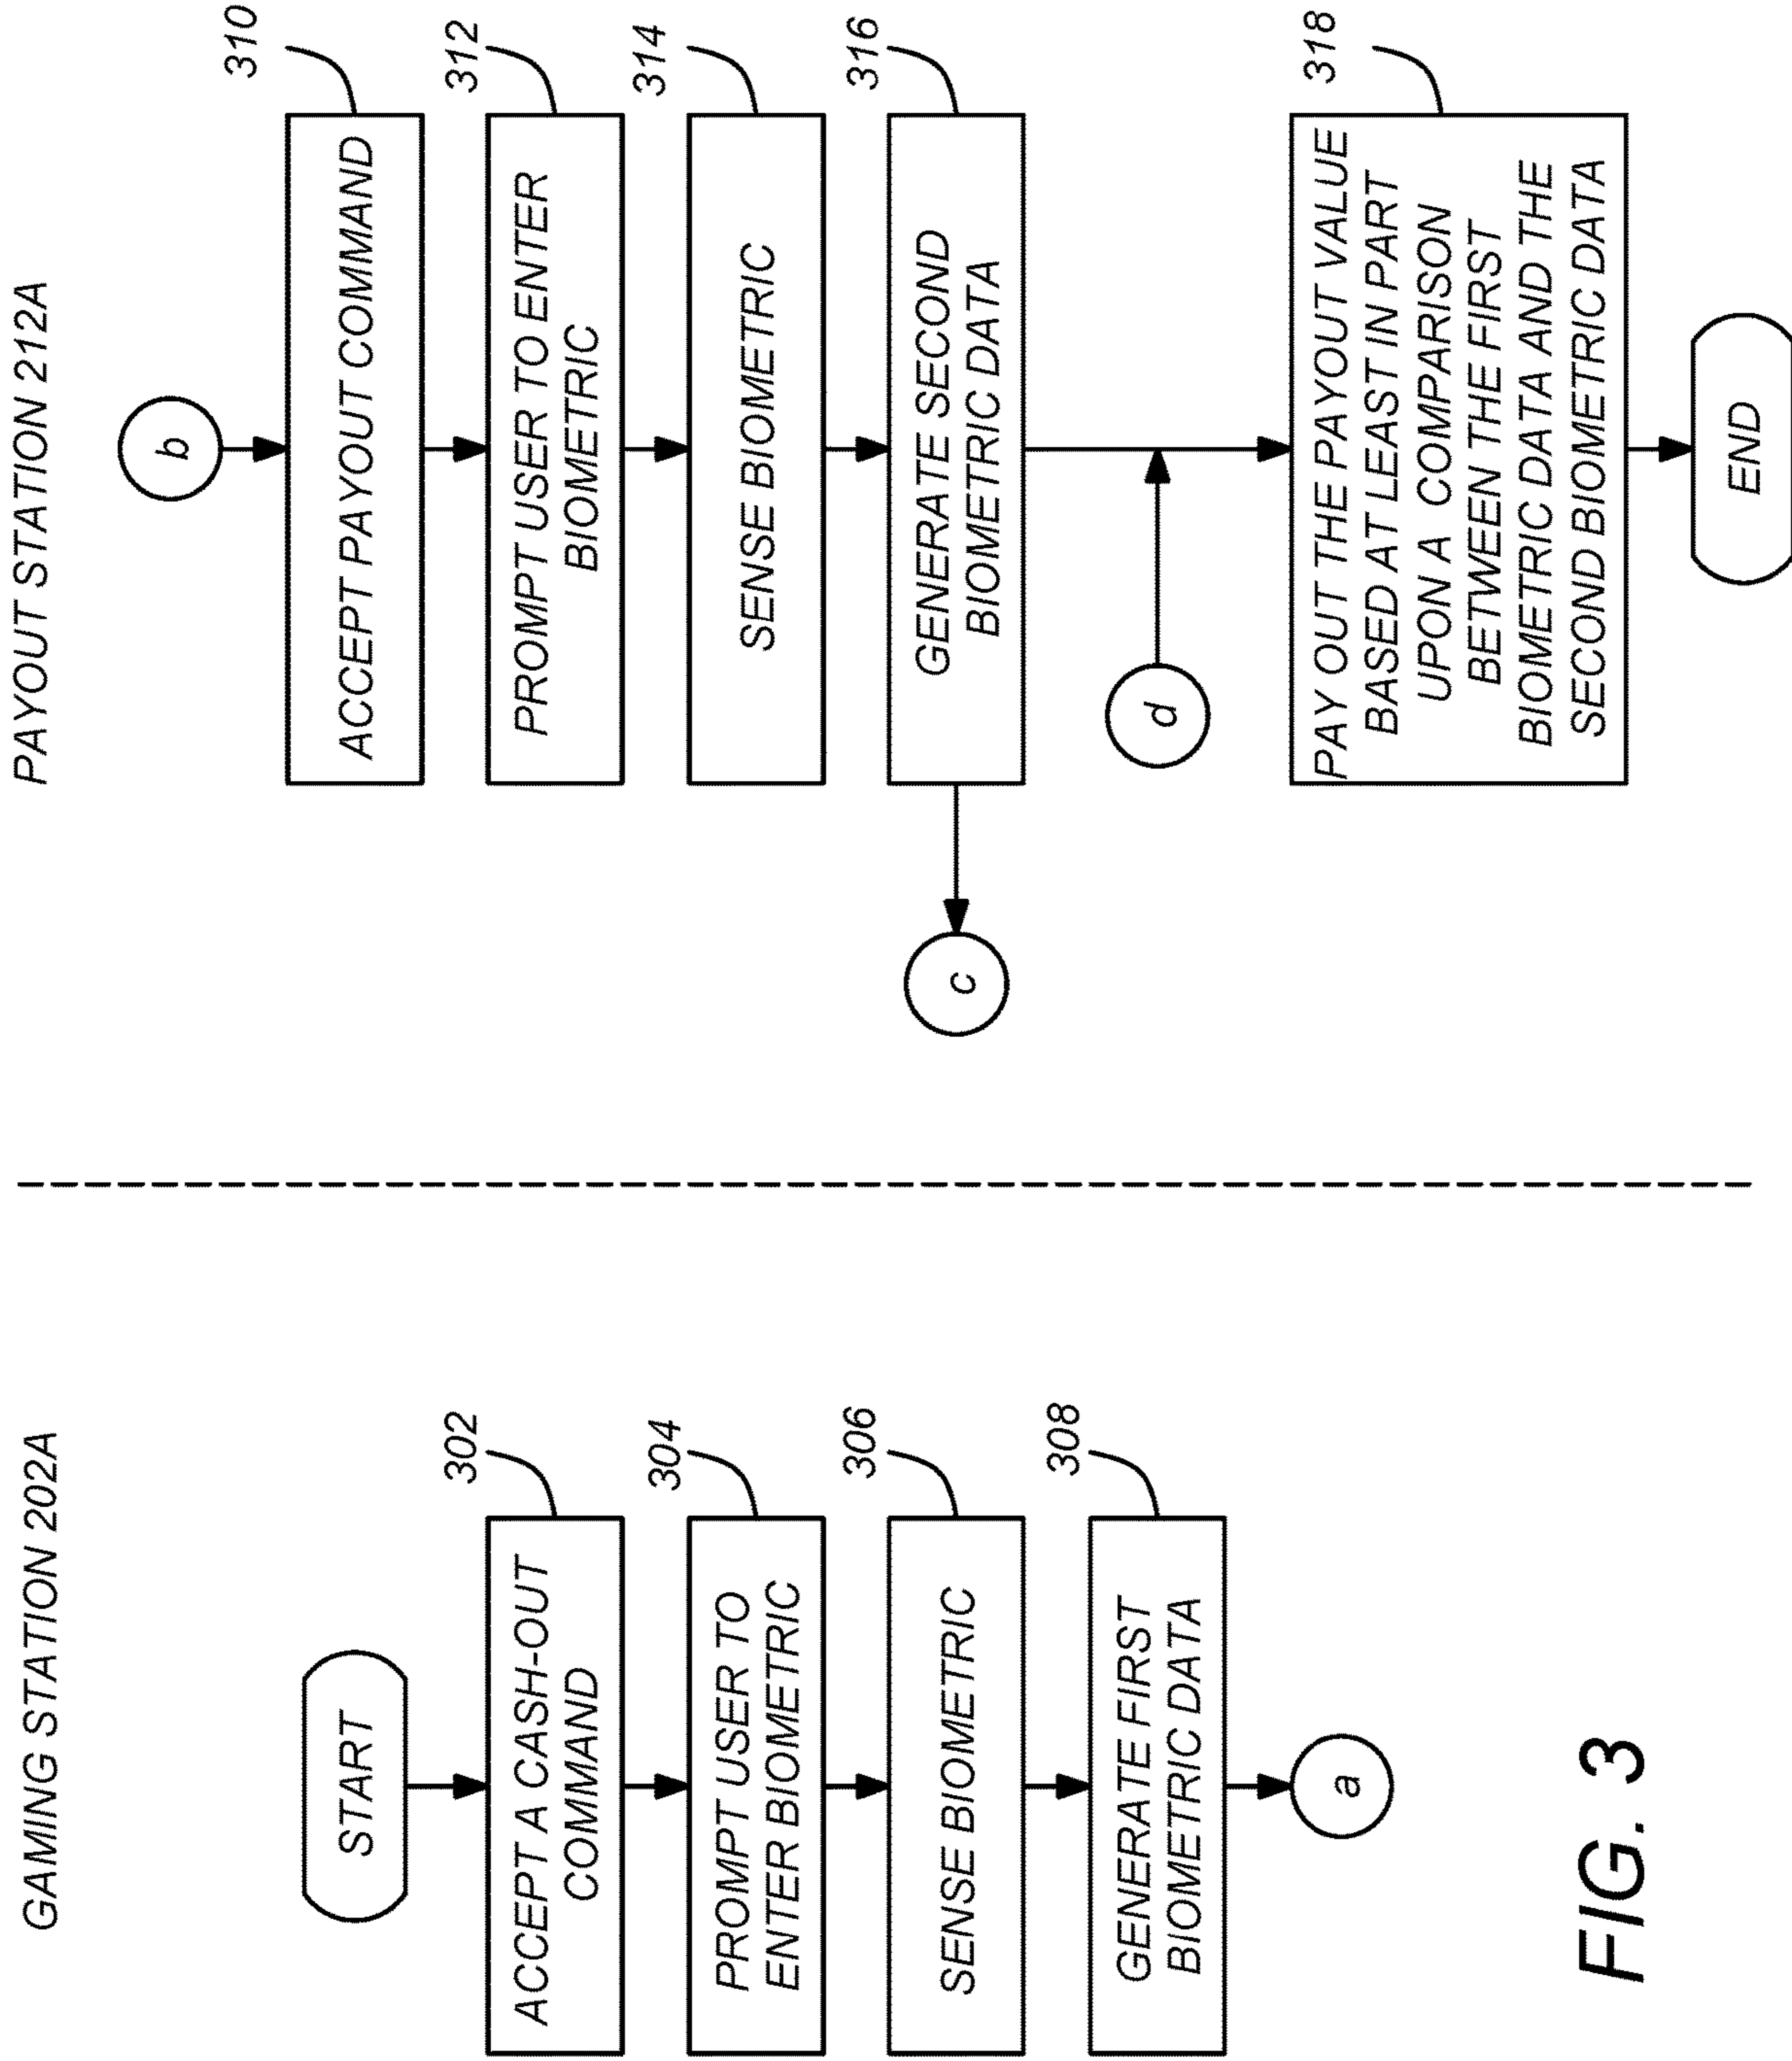 GAMING STATION 202A
START
302
ACCEPT A CASH-OUT
COMMAND
304
PROMPT USER TO
ENTER BIOMETRIC
306
SENSE BIOMETRIC
308
GENERATE FIRST
BIOMETRIC DATA
a
PAYOUT STATION 212A
b
310
ACCEPT PAYOUT COMMAND
312
PROMPT USER TO ENTER
BIOMETRIC
314
SENSE BIOMETRIC
316
GENERATE SECOND
BIOMETRIC DATA
c
d
318
PAY OUT THE PAYOUT VALUE
BASED AT LEAST IN PART
UPON A COMPARISON
BETWEEN THE FIRST
BIOMETRIC DATA AND THE
SECOND BIOMETRIC DATA
END
FIG. 3